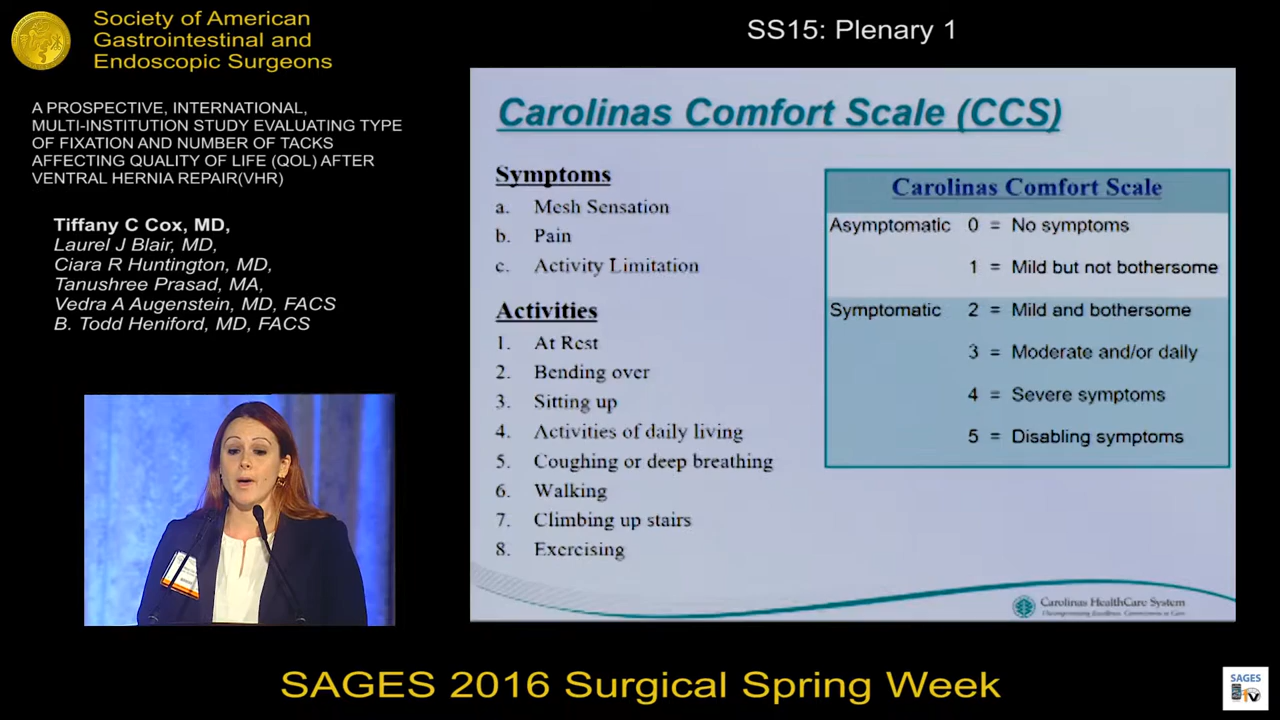 Society of American
Gastrointestinal and
Endoscopic Surgeons
A PROSPECTIVE, INTERNATIONAL,
MULTI-INSTITUTION STUDY EVALUATING TYPE
OF FIXATION AND NUMBER OF TACKS
AFFECTING QUALITY OF LIFE (QOL) AFTER
VENTRAL HERNIA REPAIR(VHR)
Tiffany C Cox, MD,
Laurel J Blair, MD,
Ciara R Huntington, MD,
Tanushree Prasad, MA,
Vedra A Augenstein, MD, FACS
B. Todd Heniford, MD, FACS
SS15: Plenary 1
Carolinas Comfort Scale (CCS)
Symptoms
a. Mesh Sensation
b. Pain
c. Activity Limitation
Activities
1. At Rest
2. Bending over
3. Sitting up
4. Activities of daily living
5. Coughing or deep breathing
6. Walking
7. Climbing up stairs
8. Exercising
Carolinas Comfort Scale
Asymptomatic 0 = No symptoms
1 = Mild but not bothersome
Symptomatic 2 = Mild and bothersome
3 = Moderate and/or daily
4 = Severe symptoms
5 = Disabling symptoms
Carolinas HealthCare System
SAGES 2016 Surgical Spring Week
SAGES
TV